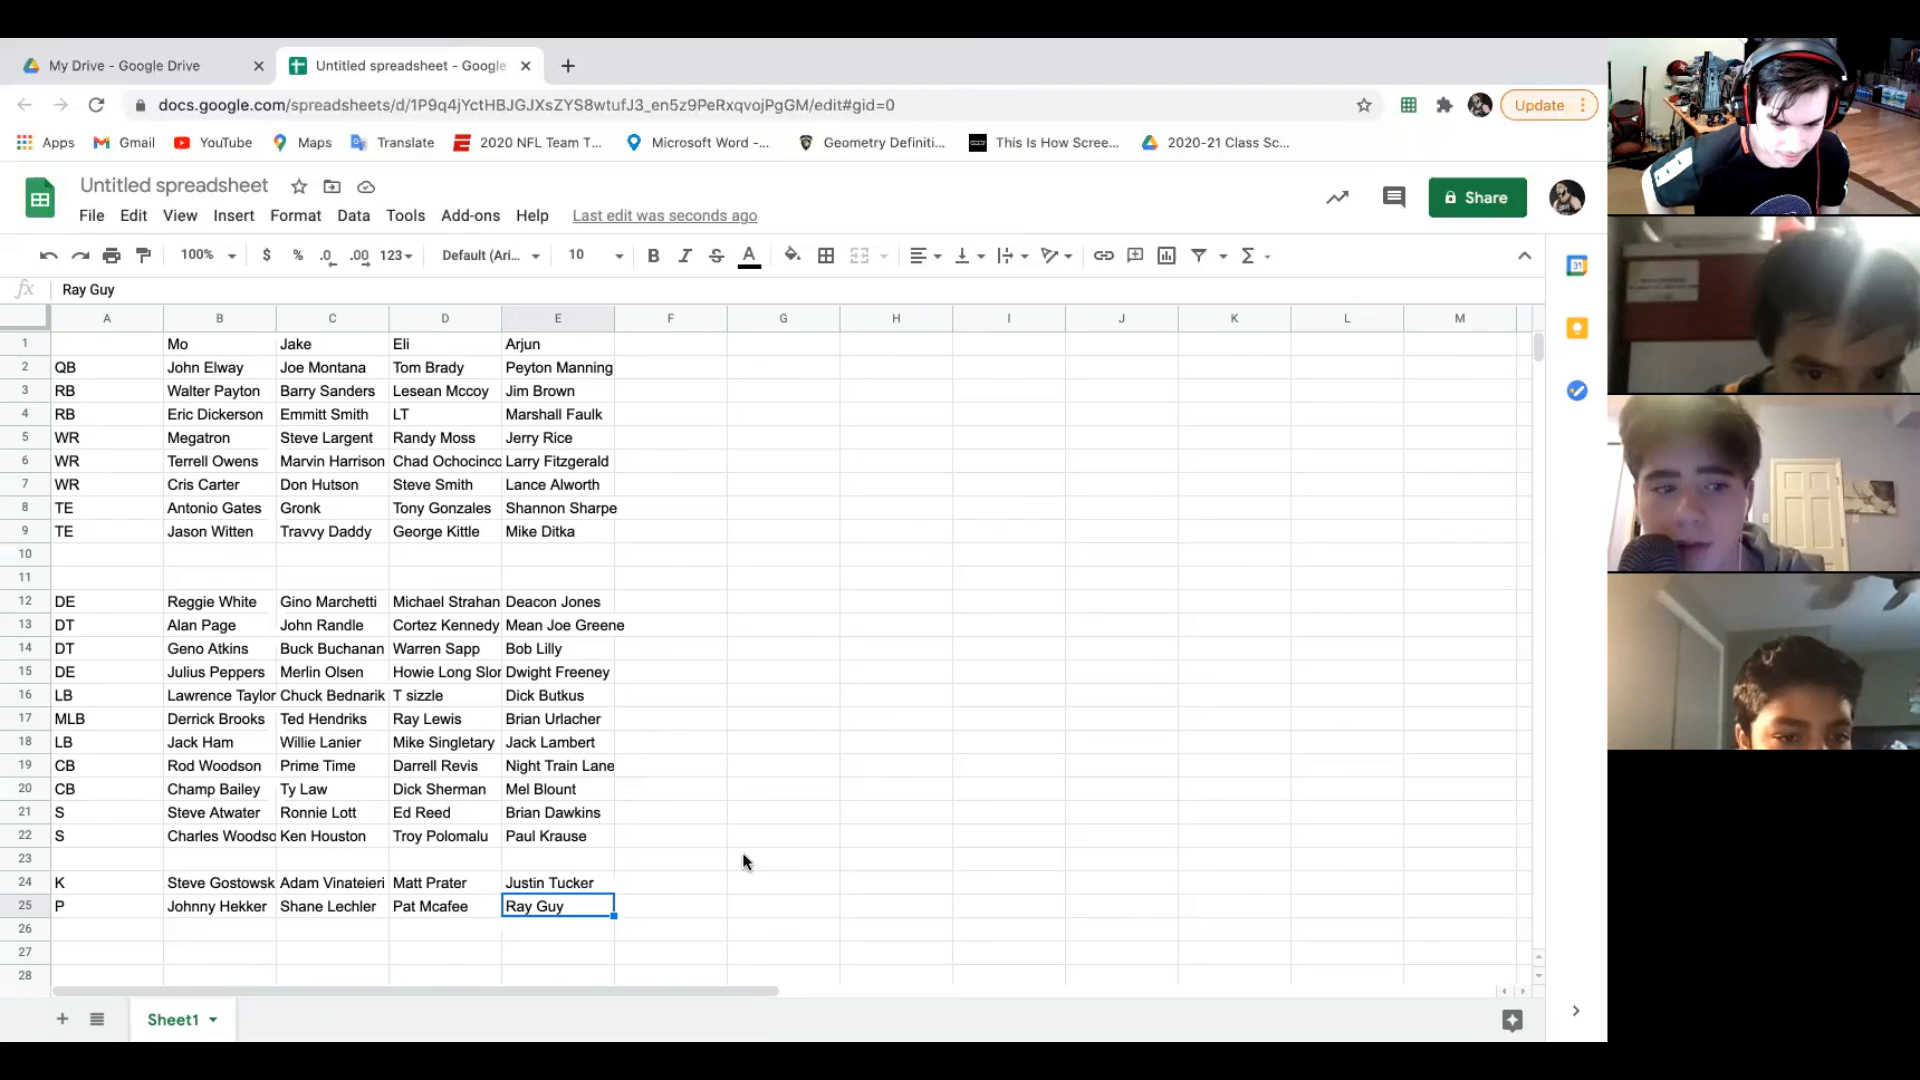 My Drive - Google Drive
Untitled spreadsheet - Google
docs.google.com/spreadsheets/d/1P9q4jYctHBJGJXsZYS8wtufJ3_en5z9PeRxqvojPgGM/edit#gid=0
Update
Apps Gmail YouTube Maps Translate 2020 NFL Team T... Microsoft Word -... Geometry Definiti... This Is How Scree... 2020-21 Class Sc...
Untitled spreadsheet
File Edit View Insert Format Data Tools Add-ons Help Last edit was seconds ago
Share
100% $ % .0 .00 123 Default (Ari... 10 B I S A
31
fx Ray Guy
A B C D E F G H I J K L M
1 Mo Jake Eli Arjun
2 QB John Elway Joe Montana Tom Brady Peyton Manning
3 RB Walter Payton Barry Sanders Lesean Mccoy Jim Brown
4 RB Eric Dickerson Emmitt Smith LT Marshall Faulk
5 WR Megatron Steve Largent Randy Moss Jerry Rice
6 WR Terrell Owens Marvin Harrison Chad Ochocinco Larry Fitzgerald
7 WR Cris Carter Don Hutson Steve Smith Lance Alworth
8 TE Antonio Gates Gronk Tony Gonzales Shannon Sharpe
9 TE Jason Witten Travvy Daddy George Kittle Mike Ditka
10
11
12 DE Reggie White Gino Marchetti Michael Strahan Deacon Jones
13 DT Alan Page John Randle Cortez Kennedy Mean Joe Greene
14 DT Geno Atkins Buck Buchanan Warren Sapp Bob Lilly
15 DE Julius Peppers Merlin Olsen Howie Long Slor Dwight Freeney
16 LB Lawrence Taylor Chuck Bednarik T sizzle Dick Butkus
17 MLB Derrick Brooks Ted Hendriks Ray Lewis Brian Urlacher
18 LB Jack Ham Willie Lanier Mike Singletary Jack Lambert
19 CB Rod Woodson Prime Time Darrell Revis Night Train Lane
20 CB Champ Bailey Ty Law Dick Sherman Mel Blount
21 S Steve Atwater Ronnie Lott Ed Reed Brian Dawkins
22 S Charles Woodso Ken Houston Troy Polomalu Paul Krause
23
24 K Steve Gostowsk Adam Vinateieri Matt Prater Justin Tucker
25 P Johnny Hekker Shane Lechler Pat Mcafee Ray Guy
26
27
28
Sheet1